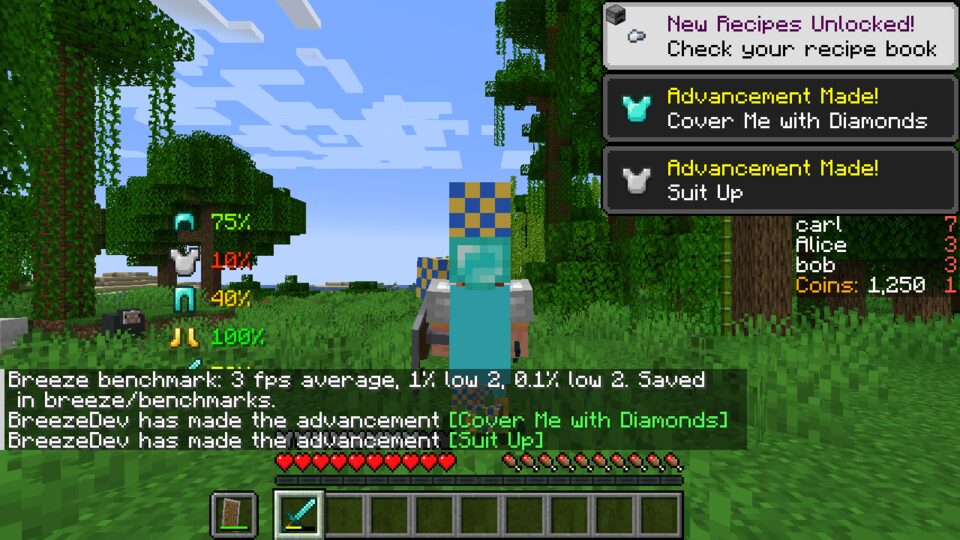 New Recipes Unlocked!
Check your recipe book
Advancement Made!
Cover Me with Diamonds
Advancement Made!
Suit Up
carl 7
Alice 3
bob 3
Coins: 1,250 1
75%
10%
40%
100%
Breeze benchmark: 3 fps average, 1% low 2, 0.1% low 2. Saved
in breeze/benchmarks.
BreezeDev has made the advancement [Cover Me with Diamonds]
BreezeDev has made the advancement [Suit Up]